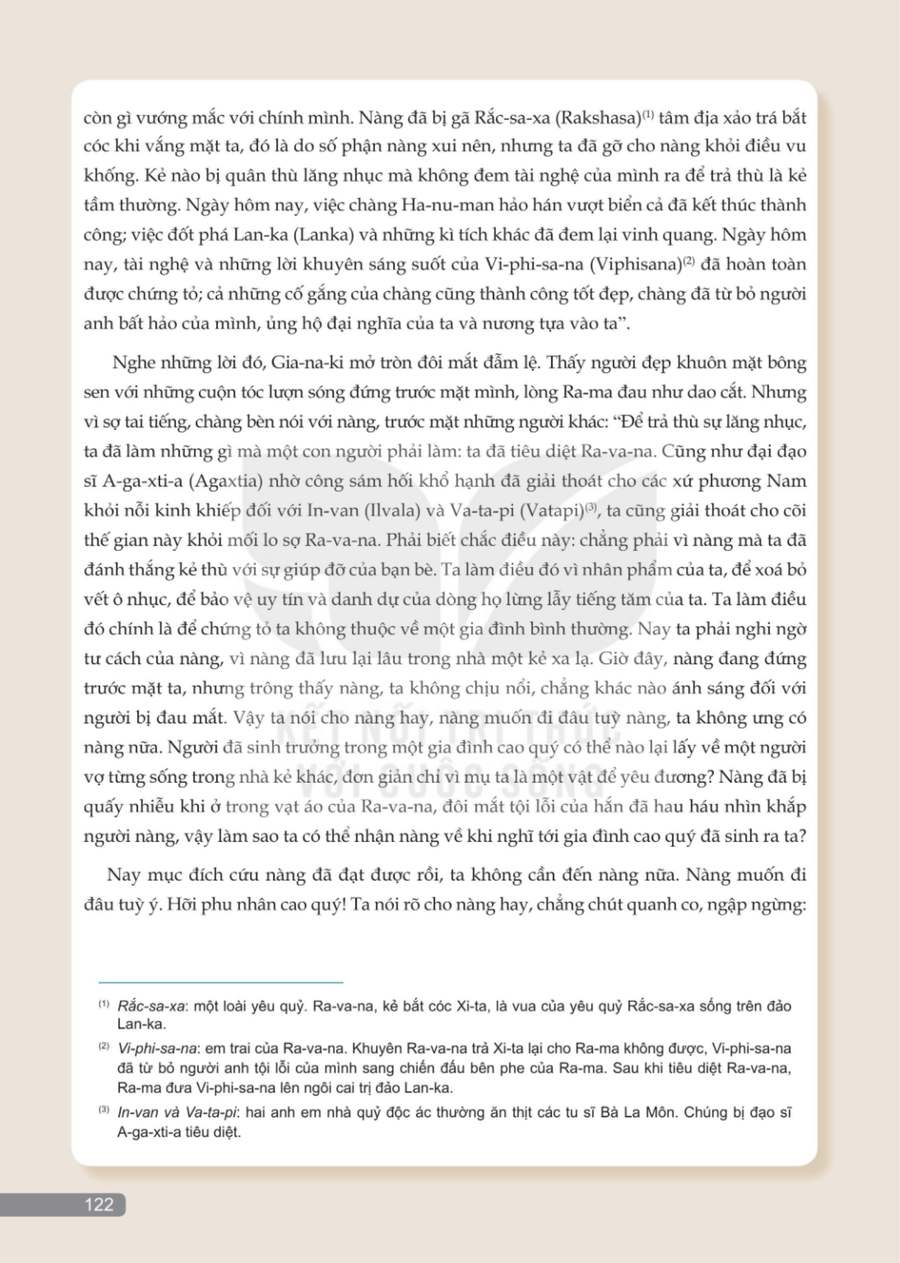 còn gì vướng mắc với chính mình. Nàng đã bị gã Rắc-sa-xa (Rakshasa)⁽¹⁾ tâm địa xảo trá bắt
cóc khi vắng mặt ta, đó là do số phận nàng xui nên, nhưng ta đã gỡ cho nàng khỏi điều vu
khống. Kẻ nào bị quân thù lăng nhục mà không đem tài nghệ của mình ra để trả thù là kẻ
tầm thường. Ngày hôm nay, việc chàng Ha-nu-man hảo hán vượt biển cả đã kết thúc thành
công; việc đốt phá Lan-ka (Lanka) và những kì tích khác đã đem lại vinh quang. Ngày hôm
nay, tài nghệ và những lời khuyên sáng suốt của Vi-phi-sa-na (Viphisana)⁽²⁾ đã hoàn toàn
được chứng tỏ; cả những cố gắng của chàng cũng thành công tốt đẹp, chàng đã từ bỏ người
anh bất hảo của mình, ủng hộ đại nghĩa của ta và nương tựa vào ta”.
Nghe những lời đó, Gia-na-ki mở tròn đôi mắt đẫm lệ. Thấy người đẹp khuôn mặt bông
sen với những cuộn tóc lượn sóng đứng trước mặt mình, lòng Ra-ma đau như dao cắt. Nhưng
vì sợ tai tiếng, chàng bèn nói với nàng, trước mặt những người khác: “Để trả thù sự lăng nhục,
ta đã làm những gì mà một con người phải làm: ta đã tiêu diệt Ra-va-na. Cũng như đại đạo
sĩ A-ga-xti-a (Agaxtia) nhờ công sám hối khổ hạnh đã giải thoát cho các xứ phương Nam
khỏi nỗi kinh khiếp đối với In-van (Ilvala) và Va-ta-pi (Vatapi)⁽³⁾, ta cũng giải thoát cho cõi
thế gian này khỏi mối lo sợ Ra-va-na. Phải biết chắc điều này: chẳng phải vì nàng mà ta đã
đánh thắng kẻ thù với sự giúp đỡ của bạn bè. Ta làm điều đó vì nhân phẩm của ta, để xoá bỏ
vết ô nhục, để bảo vệ uy tín và danh dự của dòng họ lừng lẫy tiếng tăm của ta. Ta làm điều
đó chính là để chứng tỏ ta không thuộc về một gia đình bình thường. Nay ta phải nghi ngờ
tư cách của nàng, vì nàng đã lưu lại lâu trong nhà một kẻ xa lạ. Giờ đây, nàng đang đứng
trước mặt ta, nhưng trông thấy nàng, ta không chịu nổi, chẳng khác nào ánh sáng đối với
người bị đau mắt. Vậy ta nói cho nàng hay, nàng muốn đi đâu tuỳ nàng, ta không ưng có
nàng nữa. Người đã sinh trưởng trong một gia đình cao quý có thể nào lại lấy về một người
vợ từng sống trong nhà kẻ khác, đơn giản chỉ vì mụ ta là một vật để yêu đương? Nàng đã bị
quấy nhiễu khi ở trong vạt áo của Ra-va-na, đôi mắt tội lỗi của hắn đã hau háu nhìn khắp
người nàng, vậy làm sao ta có thể nhận nàng về khi nghĩ tới gia đình cao quý đã sinh ra ta?
Nay mục đích cứu nàng đã đạt được rồi, ta không cần đến nàng nữa. Nàng muốn đi
đâu tuỳ ý. Hỡi phu nhân cao quý! Ta nói rõ cho nàng hay, chẳng chút quanh co, ngập ngừng:
KẾT NỐI TRI THỨC
VỚI CUỘC SỐNG
⁽¹⁾ Rắc-sa-xa: một loài yêu quỷ. Ra-va-na, kẻ bắt cóc Xi-ta, là vua của yêu quỷ Rắc-sa-xa sống trên đảo
Lan-ka.
⁽²⁾ Vi-phi-sa-na: em trai của Ra-va-na. Khuyên Ra-va-na trả Xi-ta lại cho Ra-ma không được, Vi-phi-sa-na
đã từ bỏ người anh tội lỗi của mình sang chiến đấu bên phe của Ra-ma. Sau khi tiêu diệt Ra-va-na,
Ra-ma đưa Vi-phi-sa-na lên ngôi cai trị đảo Lan-ka.
⁽³⁾ In-van và Va-ta-pi: hai anh em nhà quỷ độc ác thường ăn thịt các tu sĩ Bà La Môn. Chúng bị đạo sĩ
A-ga-xti-a tiêu diệt.
122